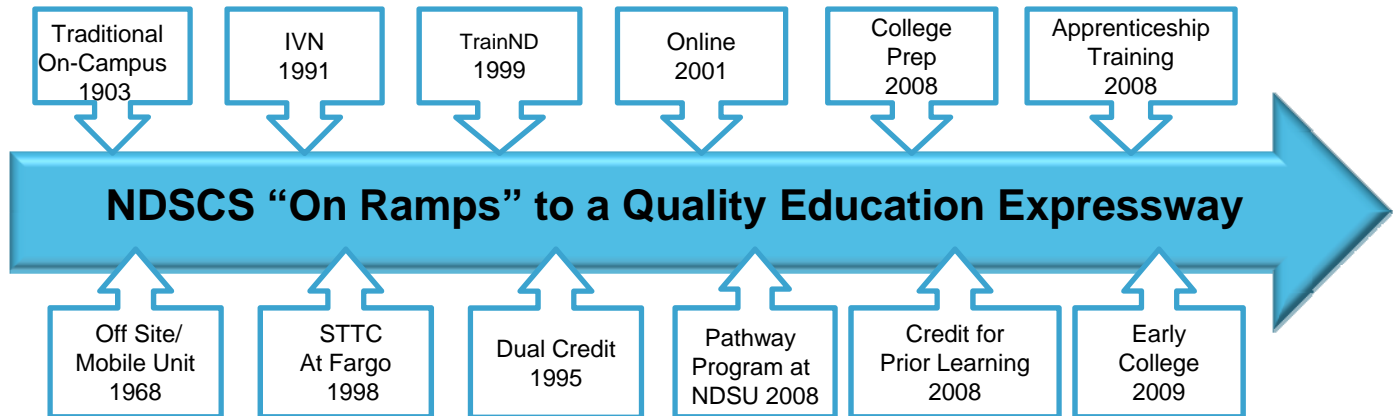 Traditional
On-Campus
1903
IVN
1991
TrainND
1999
Online
2001
College
Prep
2008
Apprenticeship
Training
2008
NDSCS “On Ramps” to a Quality Education Expressway
Off Site/
Mobile Unit
1968
STTC
At Fargo
1998
Dual Credit
1995
Pathway
Program at
NDSU 2008
Credit for
Prior Learning
2008
Early
College
2009